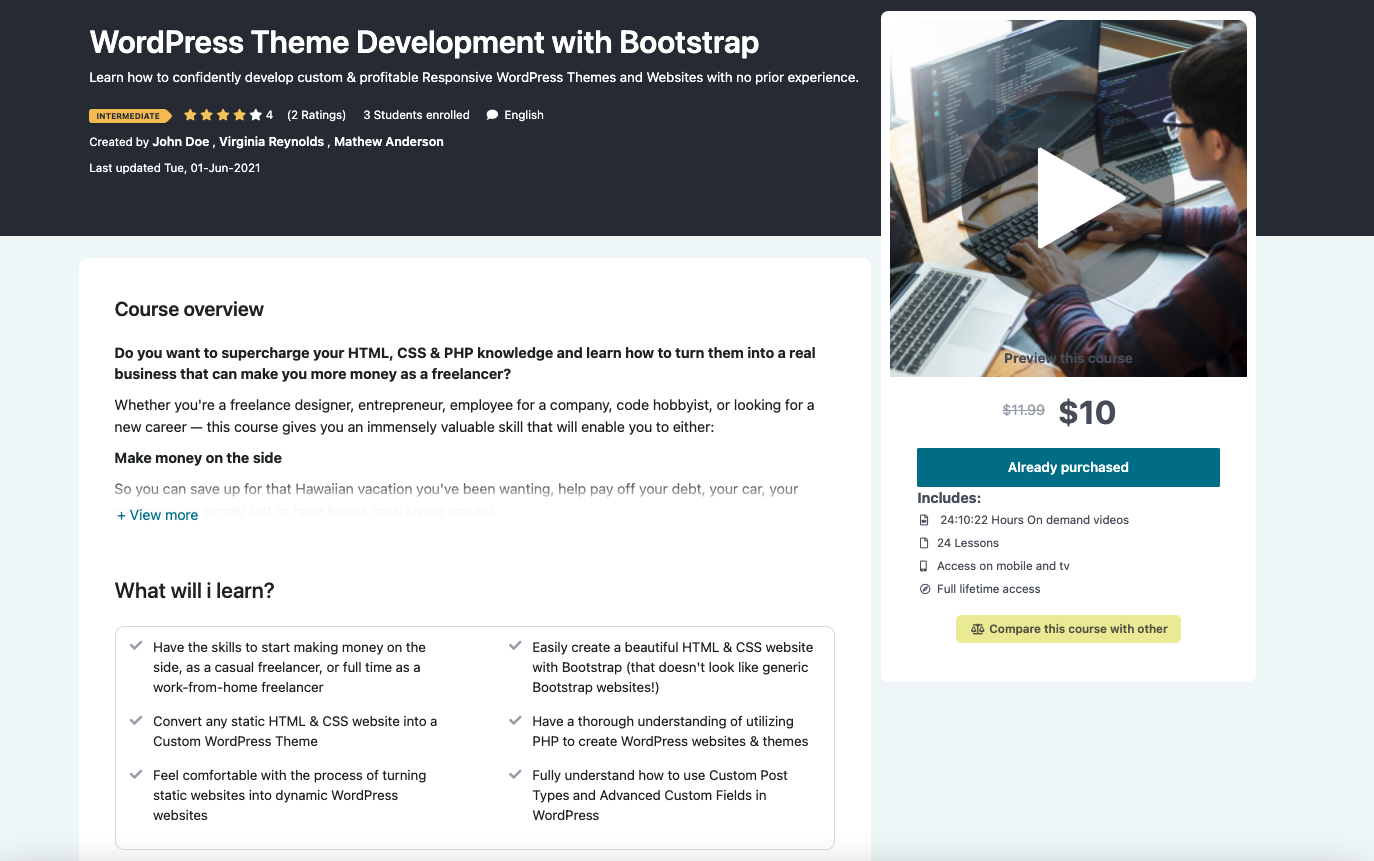 WordPress Theme Development with Bootstrap
Learn how to confidently develop custom & profitable Responsive WordPress Themes and Websites with no prior experience.
INTERMEDIATE 4 (2 Ratings) 3 Students enrolled English
Created by John Doe , Virginia Reynolds , Mathew Anderson
Last updated Tue, 01-Jun-2021
Preview this course
$11.99 $10
Already purchased
Includes:
24:10:22 Hours On demand videos
24 Lessons
Access on mobile and tv
Full lifetime access
Compare this course with other
Course overview
Do you want to supercharge your HTML, CSS & PHP knowledge and learn how to turn them into a real
business that can make you more money as a freelancer?
Whether you're a freelance designer, entrepreneur, employee for a company, code hobbyist, or looking for a
new career — this course gives you an immensely valuable skill that will enable you to either:
Make money on the side
So you can save up for that Hawaiian vacation you've been wanting, help pay off your debt, your car, your
simply just to have bonus cash laying around.
+ View more
What will i learn?
Have the skills to start making money on the
side, as a casual freelancer, or full time as a
work-from-home freelancer
Easily create a beautiful HTML & CSS website
with Bootstrap (that doesn't look like generic
Bootstrap websites!)
Convert any static HTML & CSS website into a
Custom WordPress Theme
Have a thorough understanding of utilizing
PHP to create WordPress websites & themes
Feel comfortable with the process of turning
static websites into dynamic WordPress
websites
Fully understand how to use Custom Post
Types and Advanced Custom Fields in
WordPress